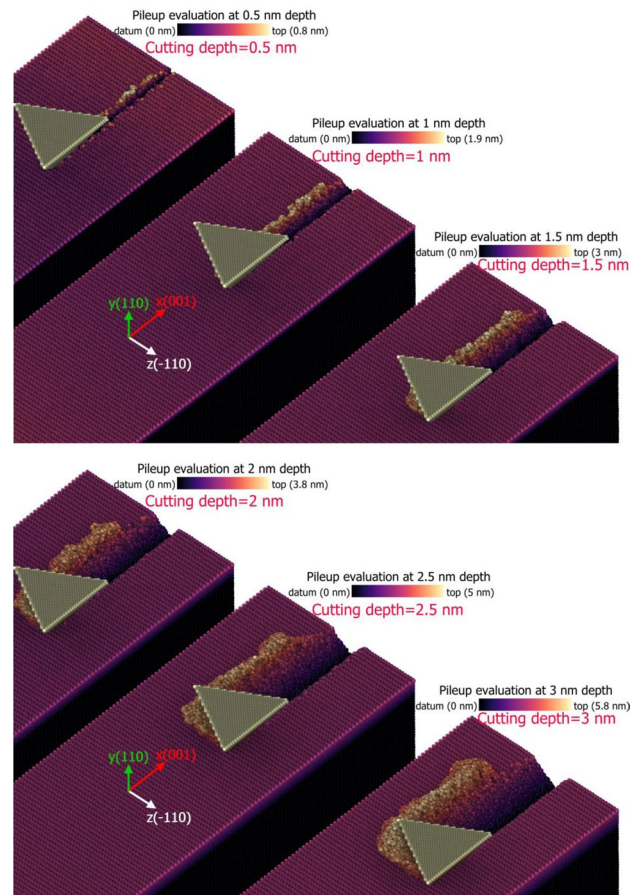 Pileup evaluation at 0.5 nm depth
datum (0 nm) top (0.8 nm)
Cutting depth=0.5 nm
Pileup evaluation at 1 nm depth
datum (0 nm) top (1.9 nm)
Cutting depth=1 nm
Pileup evaluation at 1.5 nm depth
datum (0 nm) top (3 nm)
Cutting depth=1.5 nm
y(110) x(001)
z(-110)
Pileup evaluation at 2 nm depth
datum (0 nm) top (3.8 nm)
Cutting depth=2 nm
Pileup evaluation at 2.5 nm depth
datum (0 nm) top (5 nm)
Cutting depth=2.5 nm
Pileup evaluation at 3 nm depth
datum (0 nm) top (5.8 nm)
Cutting depth=3 nm
y(110) x(001)
z(-110)